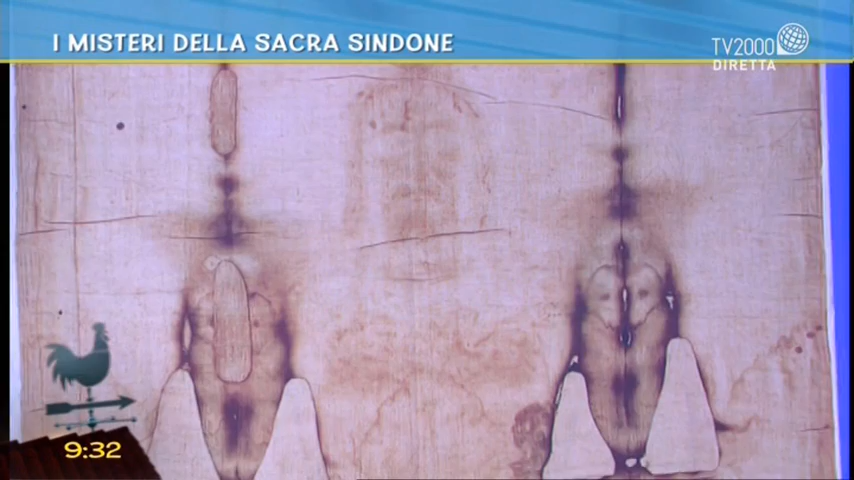 I MISTERI DELLA SACRA SINDONE
TV2000
DIRETTA
9:32